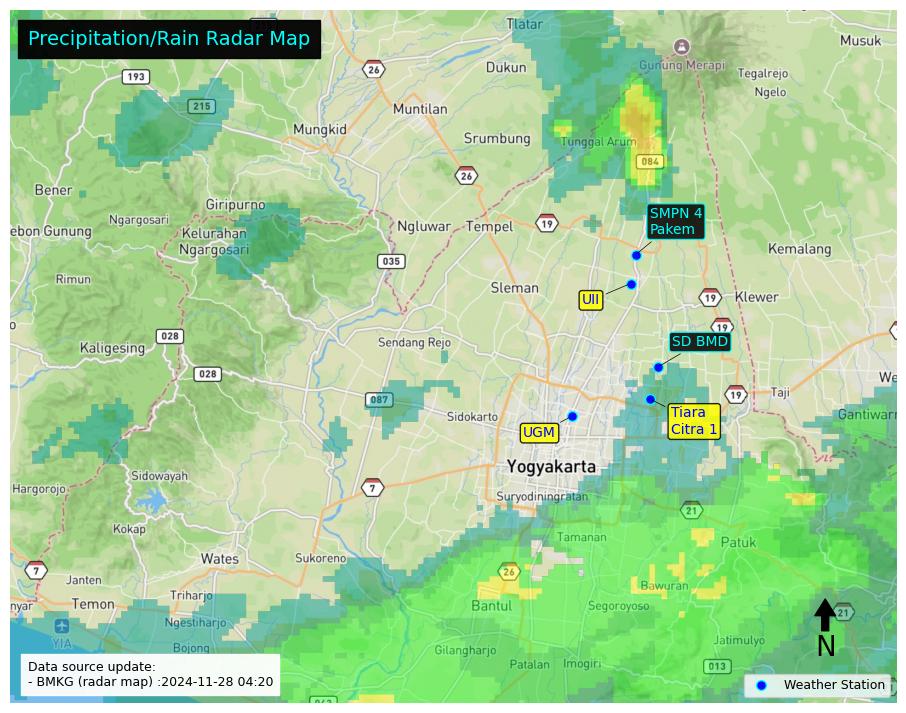 Precipitation/Rain Radar Map
Tlatar
Musuk
26
193
Dukun
Gunung Merapi
Tegalrejo
Ngelo
215
Muntilan
Mungkid
Srumbung
Tunggal Arum
084
26
Bener
Giripurno
SMPN 4
Pakem
Ngargosari
Ngluwar
Tempel
19
ebon Gunung
Kelurahan
Ngargosari
Kemalang
035
Rimun
Sleman
UII
19
Klewer
19
028
Sendang Rejo
SD BMD
Kaligesing
028
087
19
Taji
We
Sidokarto
Tiara
Citra 1
Gantiwarn
UGM
Yogyakarta
Sidowayah
Hargorojo
7
Suryodiningratan
21
Kokap
Tamanan
Patuk
Wates
Sukoreno
7
26
Janten
Bawuran
Triharjo
nyar
Temon
Bantul
Segoroyoso
21
Ngestiharjo
YIA
N
Bojong
Gilangharjo
Jatimulyo
Patalan
Imogiri
013
Data source update:
- BMKG (radar map) :2024-11-28 04:20
Weather Station